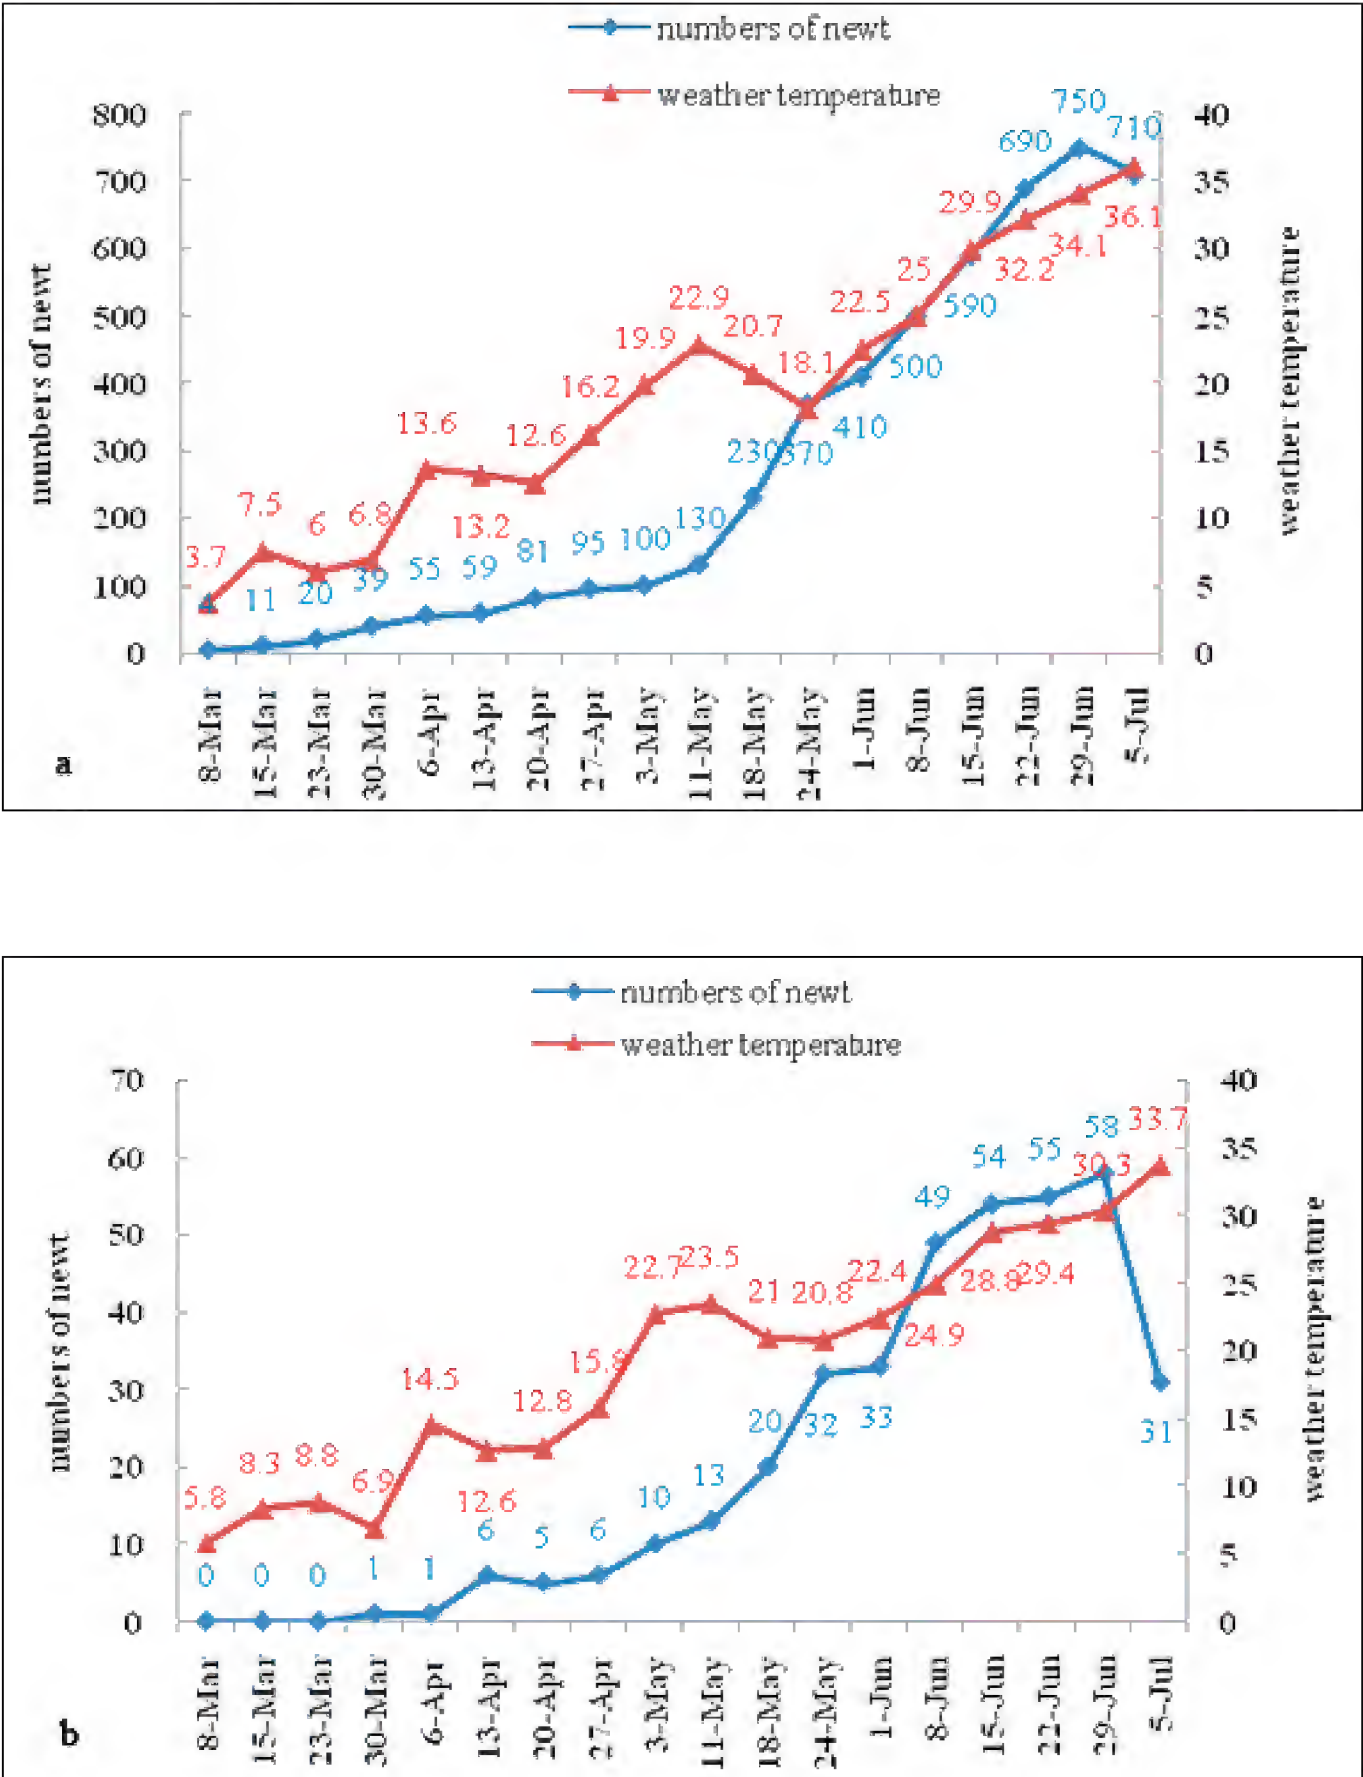 numbers of newt
weather temperature
800 700 600 500 400 300 200 100 0
numbers of newt
40 35 30 25 20 15 10 5 0
weather temperature
3.7 7.5 6 6.8 13.6 13.2 12.6 16.2 19.9 22.9 20.7 18.1 22.5 25 29.9 32.2 34.1 36.1
11 20 39 55 59 81 95 100 130 230 370 410 500 590 690 750 710
8-Mar 15-Mar 23-Mar 30-Mar 6-Apr 13-Apr 20-Apr 27-Apr 3-May 11-May 18-May 24-May 1-Jun 8-Jun 15-Jun 22-Jun 29-Jun 5-Jul
a
numbers of newt
weather temperature
70 60 50 40 30 20 10 0
numbers of newt
40 35 30 25 20 15 10 5 0
weather temperature
5.8 8.3 8.8 6.9 14.5 12.6 12.8 15.8 22.7 23.5 21 20.8 22.4 24.9 28.8 29.4 30.3 33.7
0 0 0 1 1 6 5 6 10 13 20 32 33 49 54 55 58 31
8-Mar 15-Mar 23-Mar 30-Mar 6-Apr 13-Apr 20-Apr 27-Apr 3-May 11-May 18-May 24-May 1-Jun 8-Jun 15-Jun 22-Jun 29-Jun 5-Jul
b